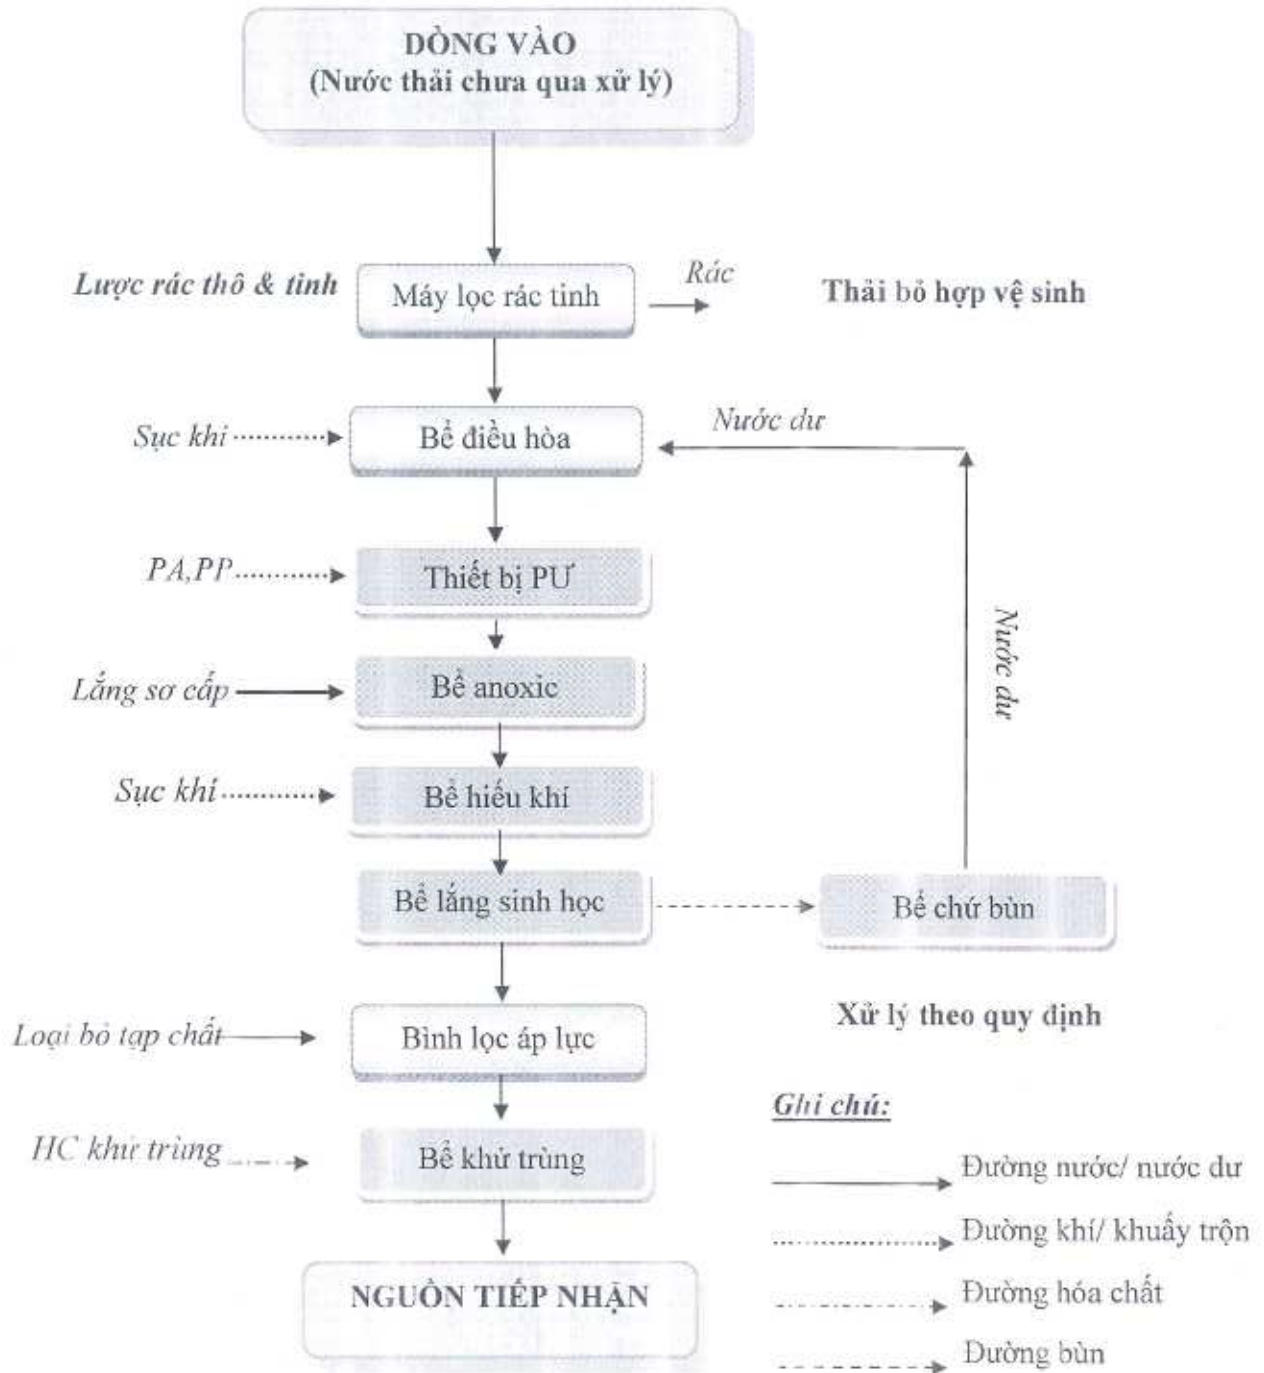 DÒNG VÀO
(Nước thải chưa qua xử lý)
Lược rác thô & tinh
Máy lọc rác tinh
Rác
Thải bỏ hợp vệ sinh
Sục khí
Bể điều hòa
Nước dư
PA,PP
Thiết bị PƯ
Nước dư
Lắng sơ cấp
Bể anoxic
Sục khí
Bể hiếu khí
Bể lắng sinh học
Bể chứ bùn
Loại bỏ tạp chất
Bình lọc áp lực
Xử lý theo quy định
HC khử trùng
Bể khử trùng
NGUỒN TIẾP NHẬN
Ghi chú:
Đường nước/ nước dư
Đường khí/ khuấy trộn
Đường hóa chất
Đường bùn